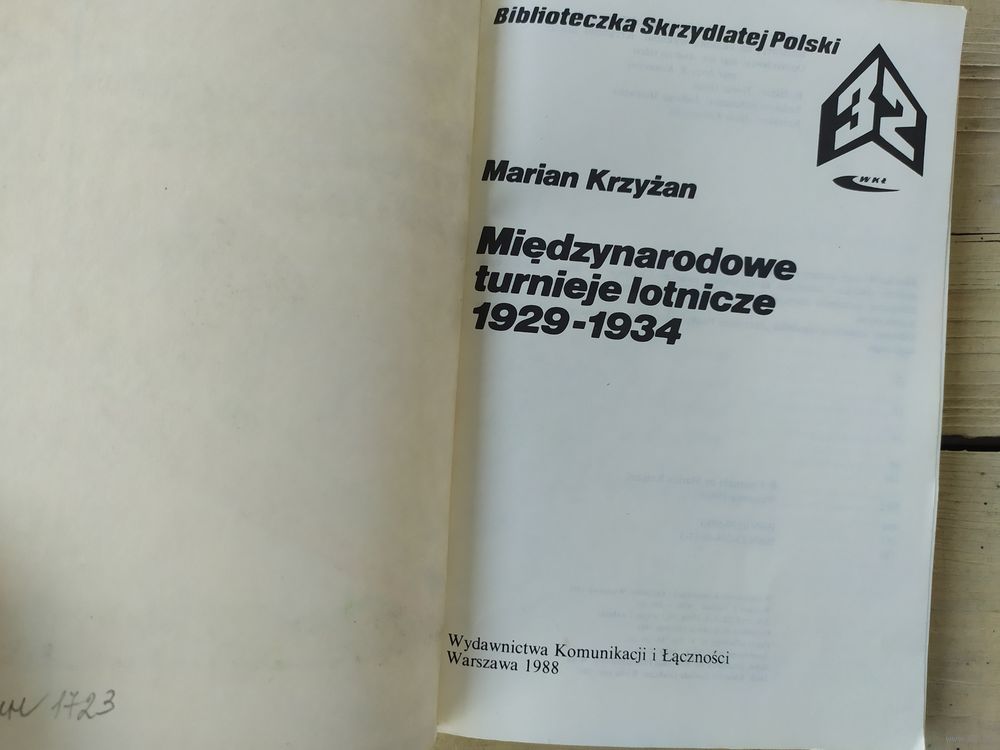 Biblioteczka Skrzydlatej Polski
32
WKŁ
Marian Krzyżan
Międzynarodowe
turnieje lotnicze
1929-1934
Wydawnictwa Komunikacji i Łączności
Warszawa 1988
1723